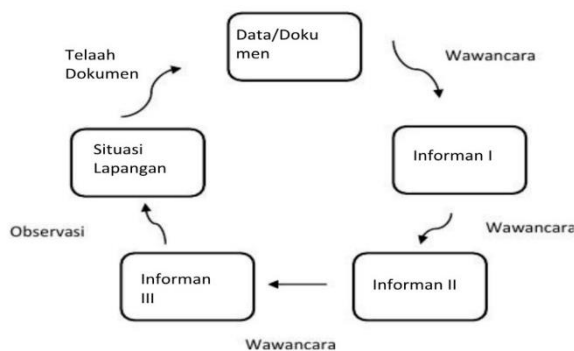 Data/Doku
men
Wawancara
Informan I
Wawancara
Informan II
Wawancara
Informan
III
Observasi
Situasi
Lapangan
Telaah
Dokumen